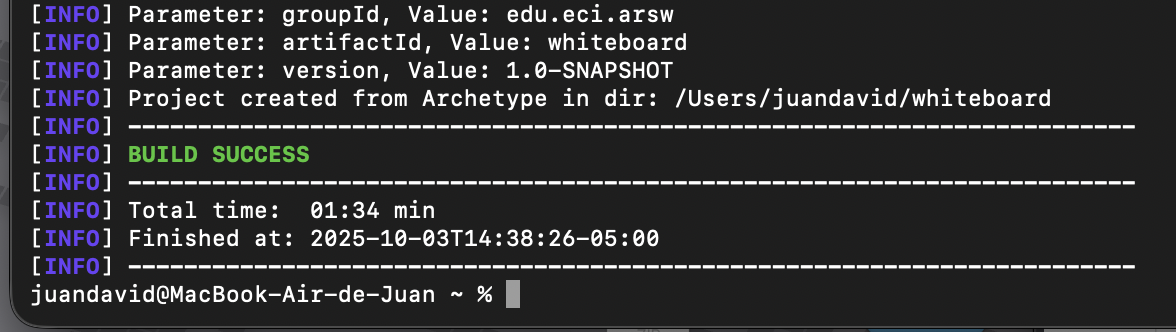 [INFO] Parameter: groupId, Value: edu.eci.arsw
[INFO] Parameter: artifactId, Value: whiteboard
[INFO] Parameter: version, Value: 1.0-SNAPSHOT
[INFO] Project created from Archetype in dir: /Users/juandavid/whiteboard
[INFO] ------------------------------------------------------------------------
[INFO] BUILD SUCCESS
[INFO] ------------------------------------------------------------------------
[INFO] Total time:  01:34 min
[INFO] Finished at: 2025-10-03T14:38:26-05:00
[INFO] ------------------------------------------------------------------------
juandavid@MacBook-Air-de-Juan ~ %